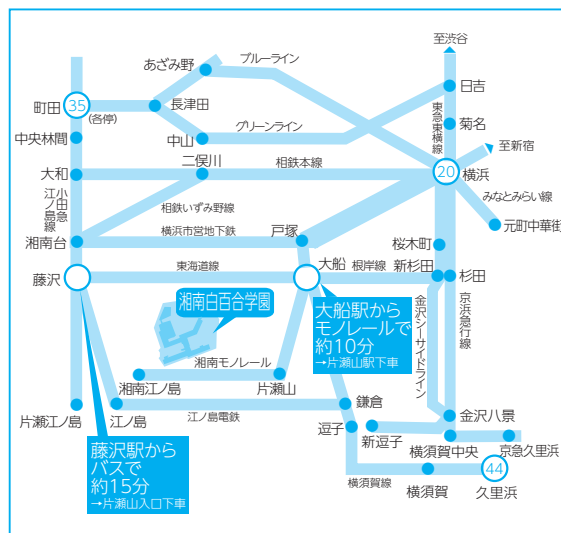 至渋谷
ブルーライン
あざみ野
日吉
長津田
町田
35
(各停)
東急東横線
菊名
グリーンライン
中央林間
中山
至新宿
二俣川
相鉄本線
大和
20
横浜
みなとみらい線
小田急
江ノ島線
相鉄いずみ野線
横浜市営地下鉄
戸塚
元町中華街
湘南台
桜木町
東海道線
大船
根岸線
新杉田
杉田
藤沢
湘南白百合学園
大船駅から
モノレールで
約10分
→片瀬山駅下車
金沢シーサイドライン
京浜急行線
湘南モノレール
湘南江ノ島
片瀬山
鎌倉
片瀬江ノ島
江ノ島
江ノ島電鉄
金沢八景
逗子
新逗子
横須賀中央
京急久里浜
藤沢駅から
バスで
約15分
→片瀬山入口下車
横須賀線
横須賀
44
久里浜